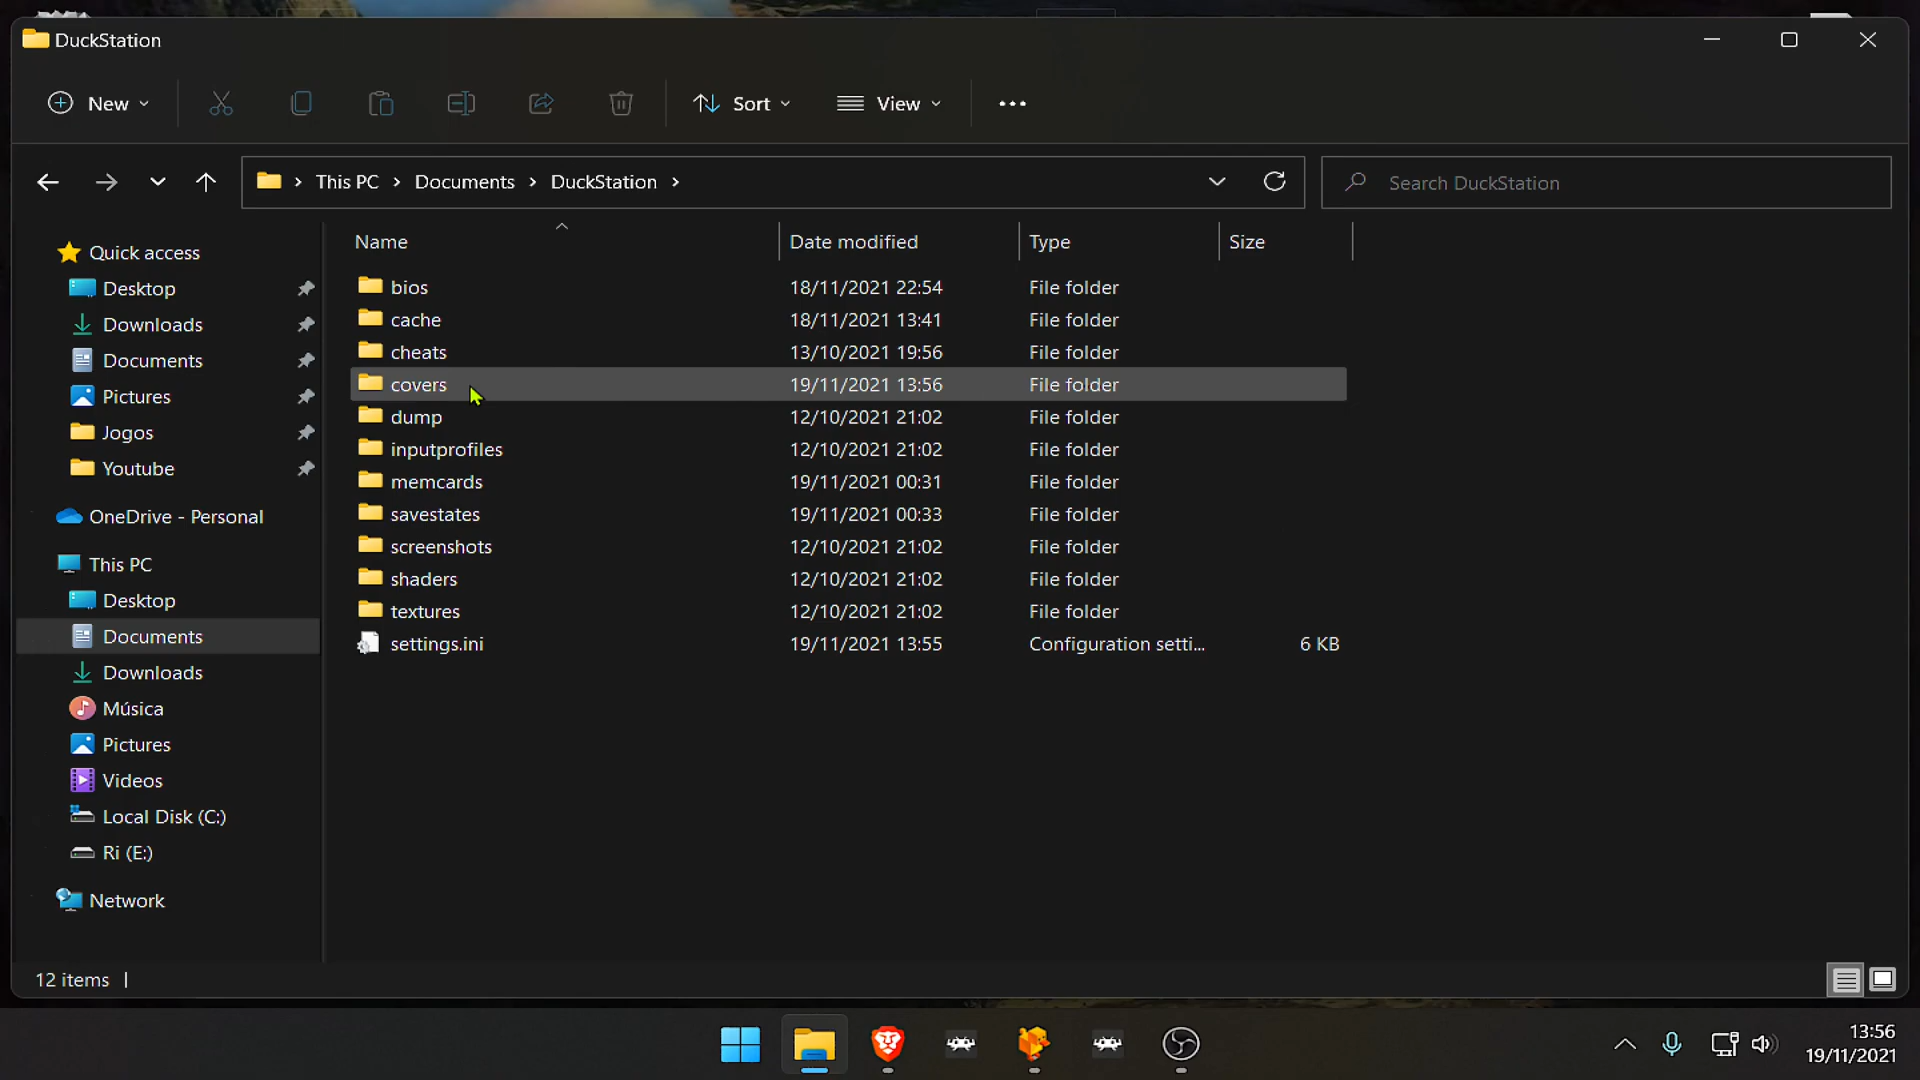 DuckStation
New
Sort
View
This PC
Documents
DuckStation
Search DuckStation
Name
Date modified
Type
Size
Quick access
Desktop
Downloads
Documents
Pictures
Jogos
Youtube
OneDrive - Personal
This PC
Desktop
Documents
Downloads
Música
Pictures
Videos
Local Disk (C:)
Ri (E:)
Network
bios 18/11/2021 22:54 File folder
cache 18/11/2021 13:41 File folder
cheats 13/10/2021 19:56 File folder
covers 19/11/2021 13:56 File folder
dump 12/10/2021 21:02 File folder
inputprofiles 12/10/2021 21:02 File folder
memcards 19/11/2021 00:31 File folder
savestates 19/11/2021 00:33 File folder
screenshots 12/10/2021 21:02 File folder
shaders 12/10/2021 21:02 File folder
textures 12/10/2021 21:02 File folder
settings.ini 19/11/2021 13:55 Configuration setti... 6 KB
12 items
13:56
19/11/2021